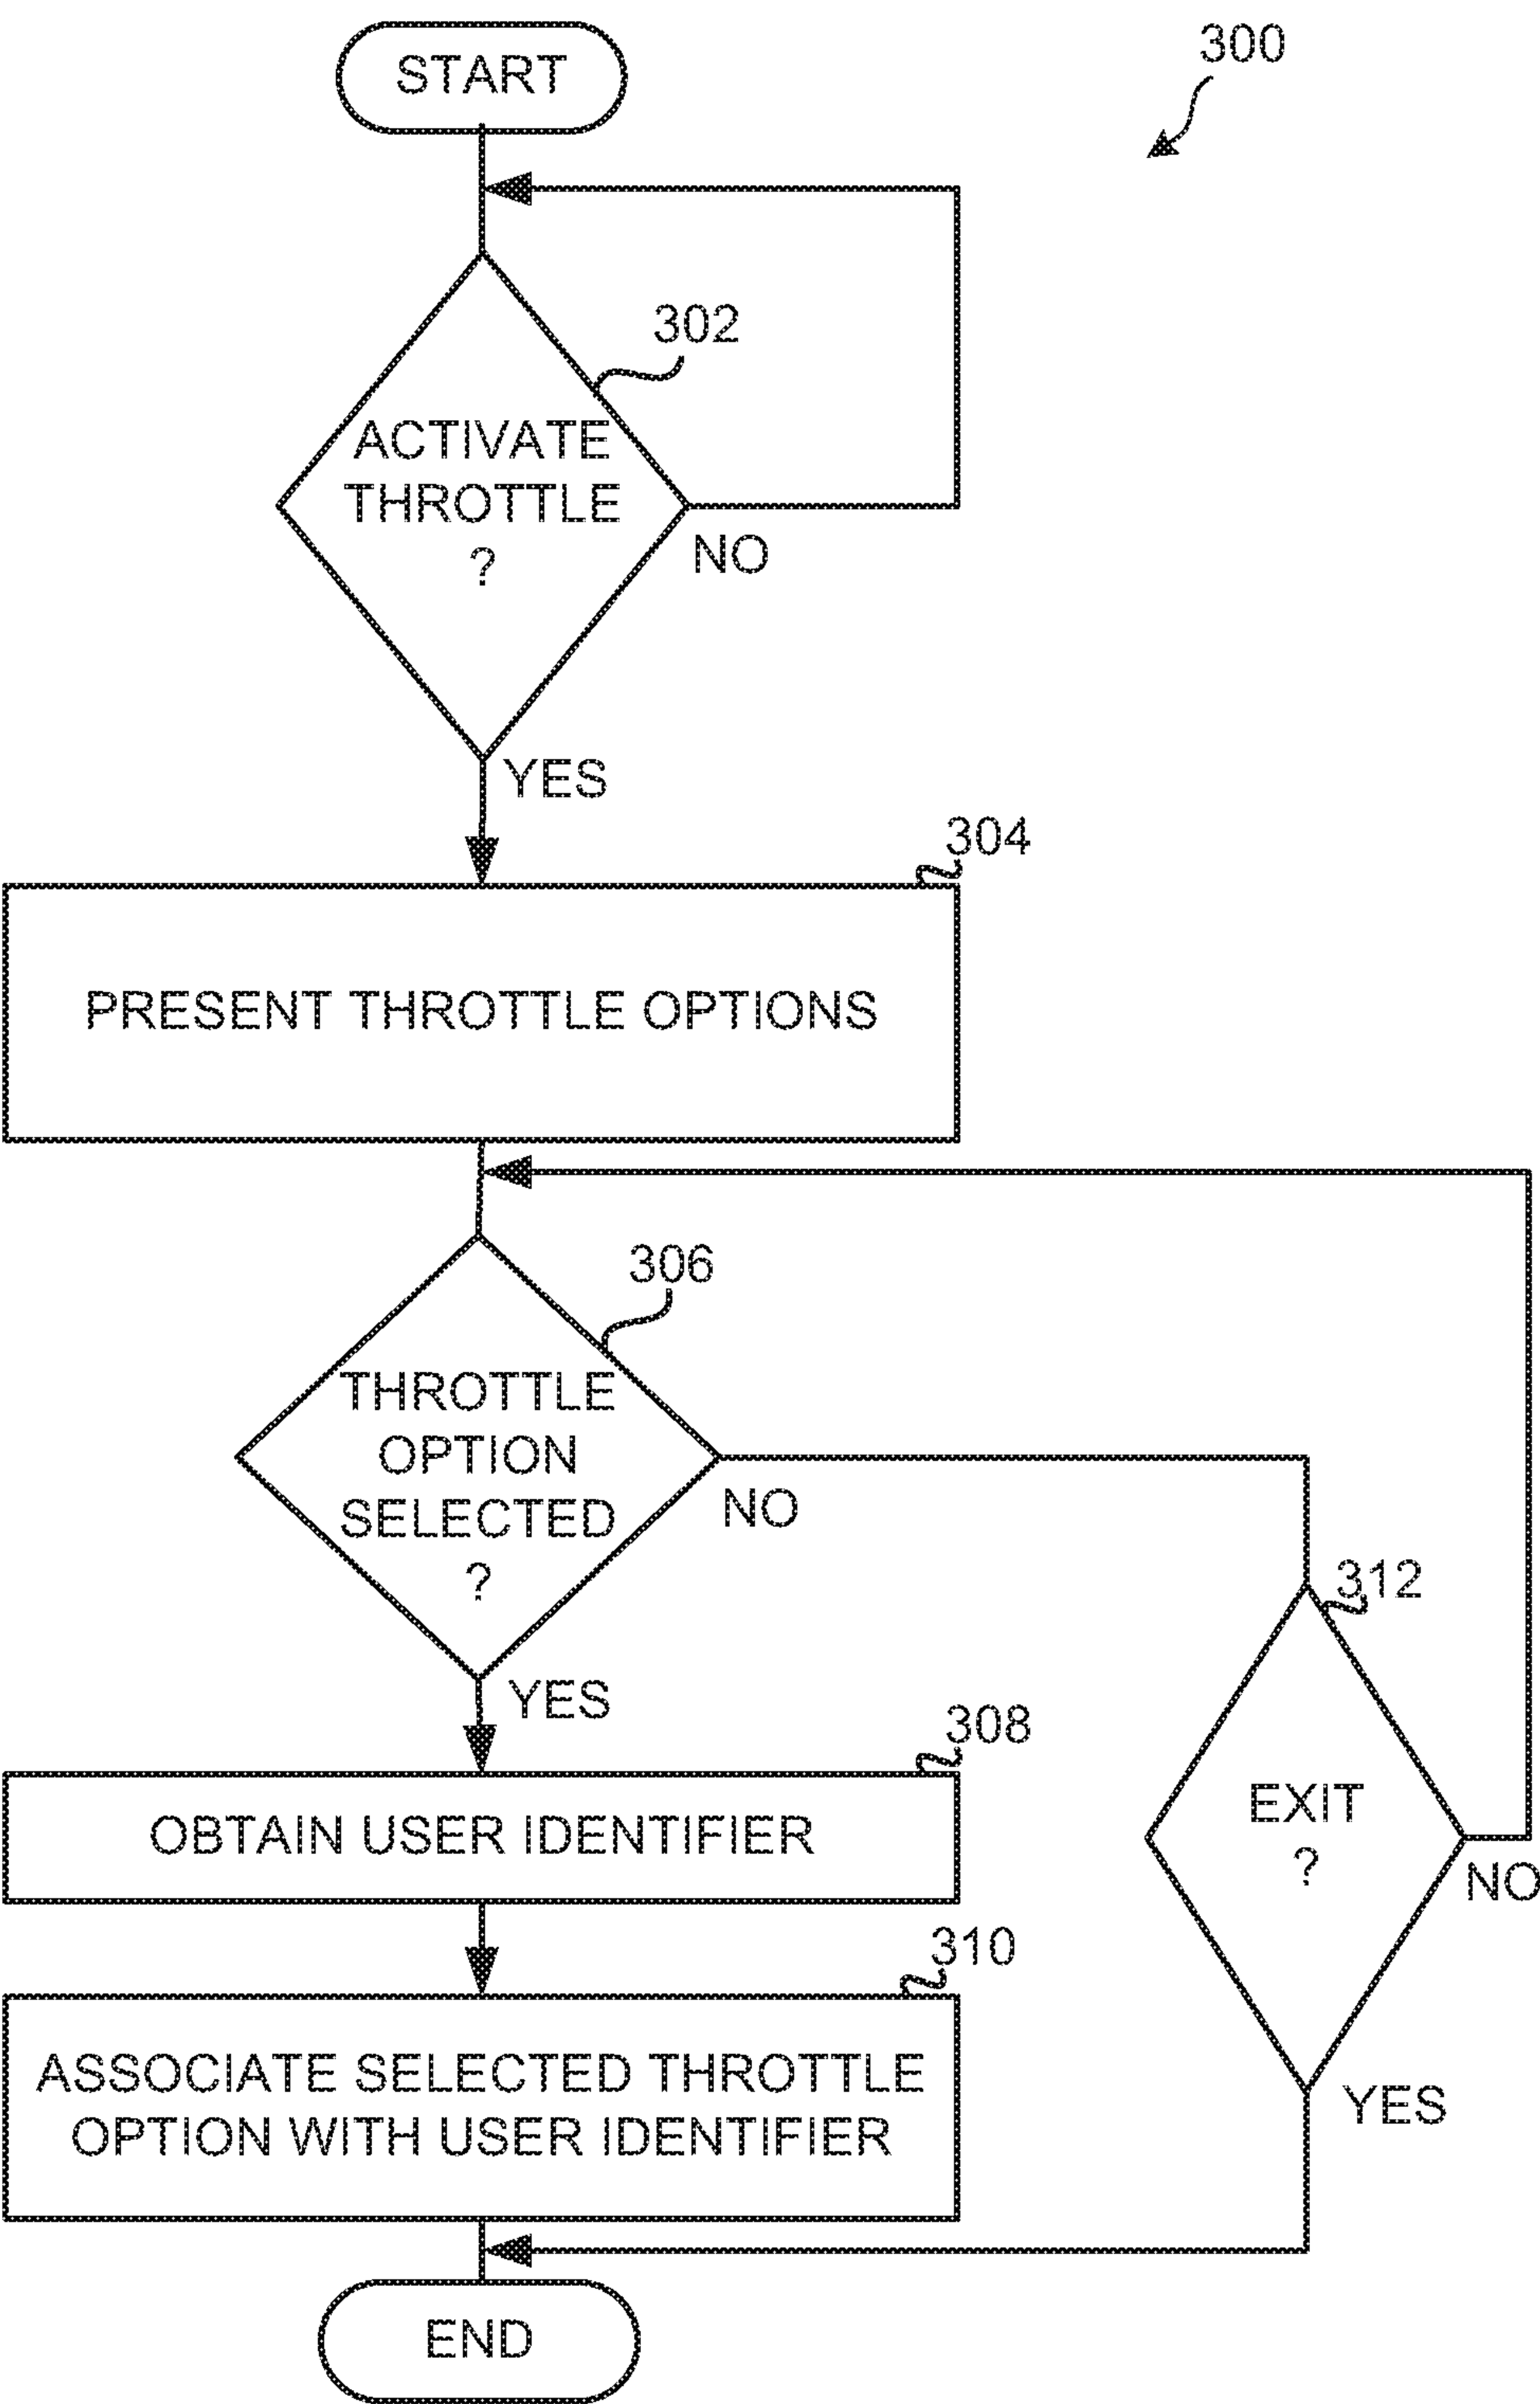 START
300
302
ACTIVATE
THROTTLE
?
NO
YES
304
PRESENT THROTTLE OPTIONS
306
THROTTLE
OPTION
SELECTED
?
NO
YES
312
EXIT
?
NO
YES
308
OBTAIN USER IDENTIFIER
310
ASSOCIATE SELECTED THROTTLE
OPTION WITH USER IDENTIFIER
END